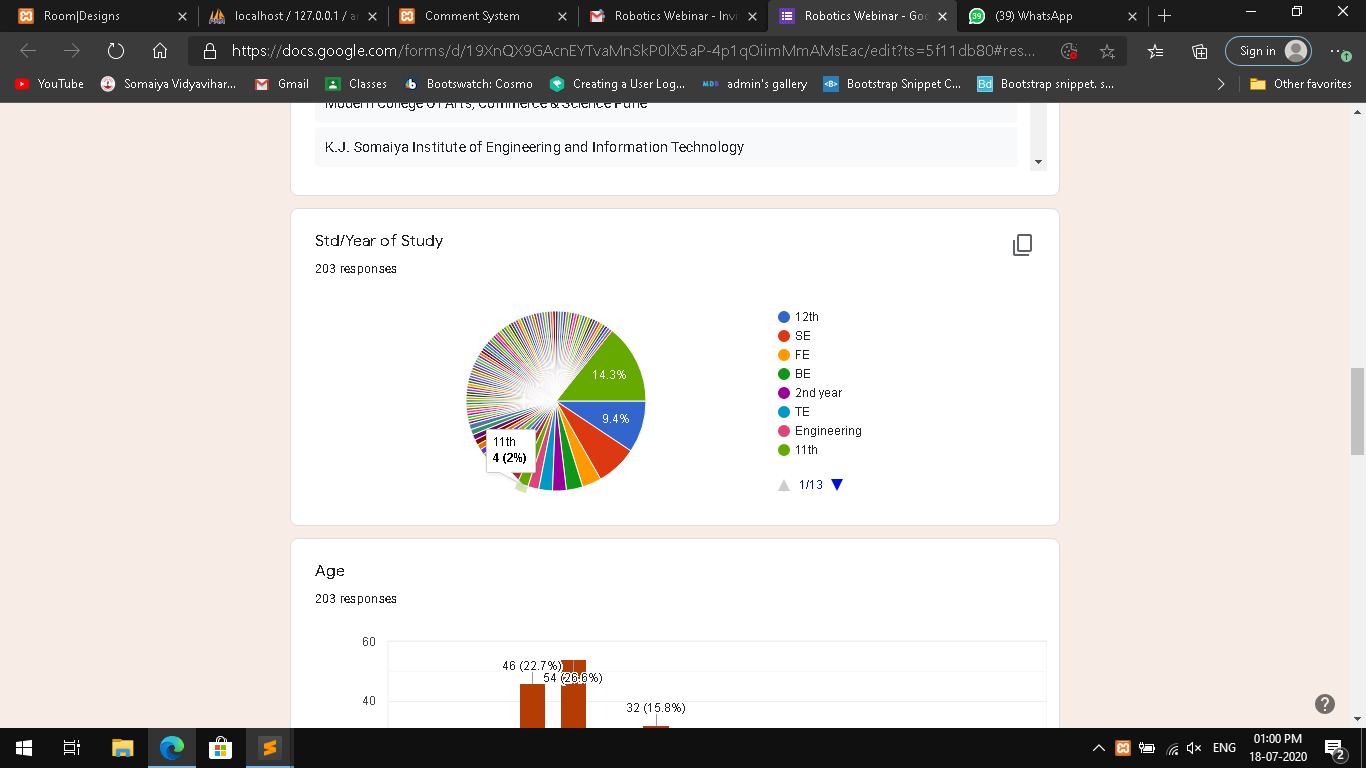 Room|Designs
localhost / 127.0.0.1 / ar
Comment System
Robotics Webinar - Invi
Robotics Webinar - Goo
(39) WhatsApp
https://docs.google.com/forms/d/19XnQX9GAcnEYTvaMnSkP0lX5aP-4p1qOiimMmAMsEac/edit?ts=5f11db80#res...
Sign in
YouTube
Somaiya Vidyavihar...
Gmail
Classes
Bootswatch: Cosmo
Creating a User Log...
admin's gallery
Bootstrap Snippet C...
Bootstrap snippet. s...
Other favorites
Modern College of Arts, Commerce & Science Pune
K.J. Somaiya Institute of Engineering and Information Technology
Std/Year of Study
203 responses
14.3%
9.4%
11th
4 (2%)
12th
SE
FE
BE
2nd year
TE
Engineering
11th
1/13
Age
203 responses
60
46 (22.7%)
54 (26.6%)
40
32 (15.8%)
ENG
01:00 PM
18-07-2020
2